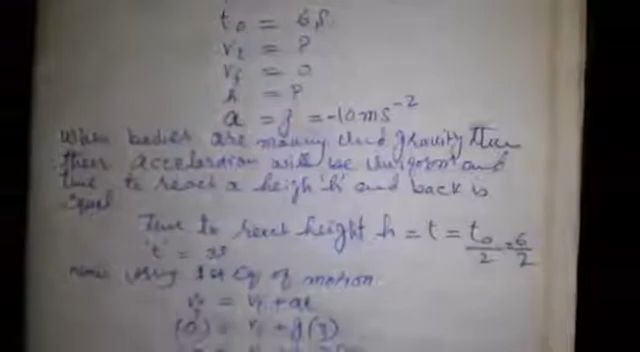 t₀ = 6s
vᵢ = ?
v_f = 0
h = ?
a = g = -10ms⁻²
When bodies are moving under gravity then
their acceleration will be uniform and
time to reach a heigh 'h' and back is
equal
Time to reach height h = t = t₀/2 = 6/2
't' = 3s
now using 1st Eq of motion
v_f = vᵢ + at
(0) = vᵢ + g(3)